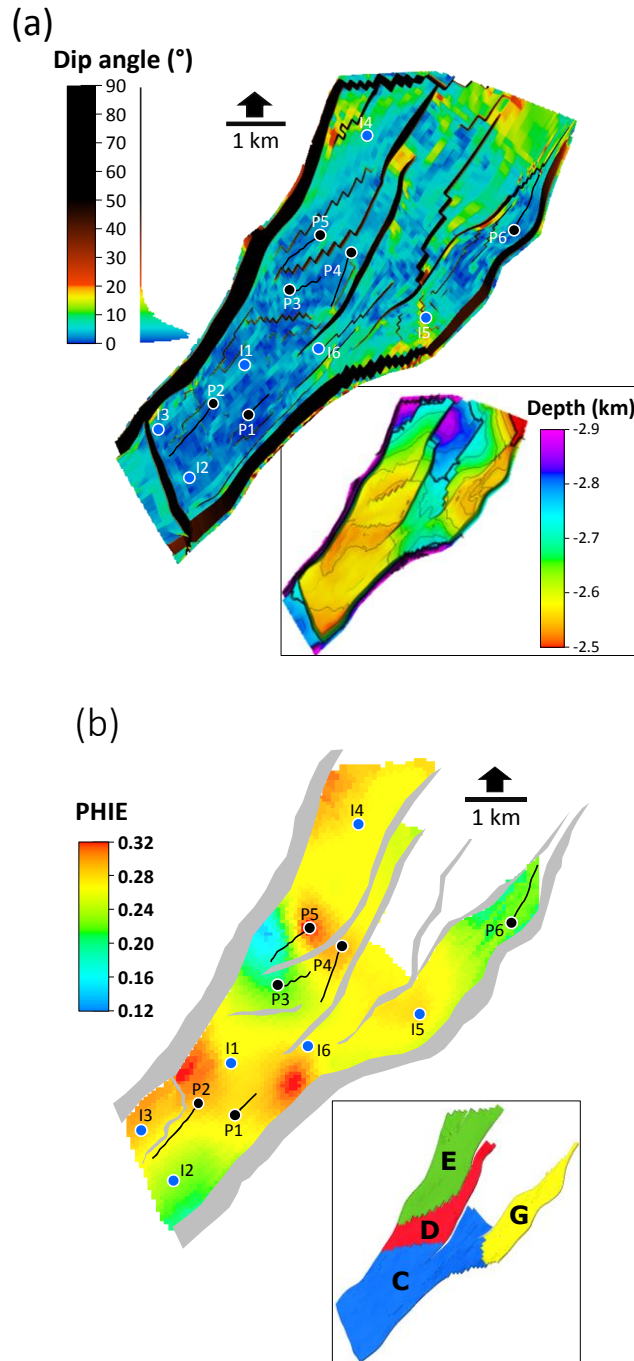 (a)
Dip angle (°)
90
80
70
60
50
40
30
20
10
0
1 km
I4
P5
P6
P4
P3
I5
I6
I1
P2
I3
P1
I2
Depth (km)
-2.9
-2.8
-2.7
-2.6
-2.5
(b)
PHIE
0.32
0.28
0.24
0.20
0.16
0.12
1 km
I4
P5
P6
P4
P3
I5
I6
I1
P2
I3
P1
I2
E
G
D
C